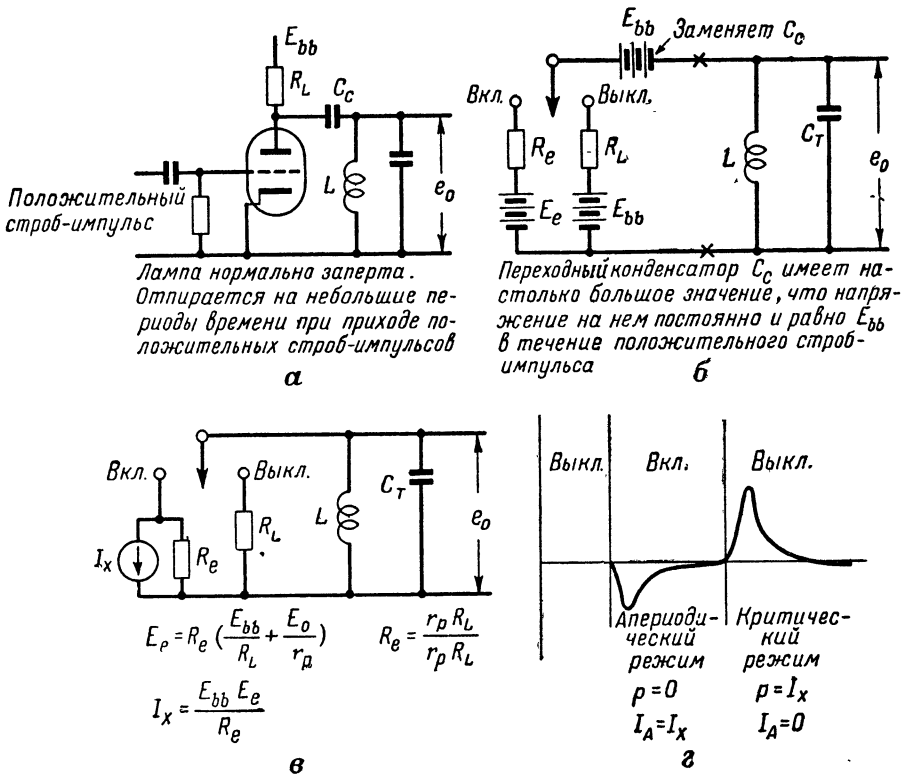 E_bb
R_L
C_c
L
e_o
Положительный
строб-импульс
Лампа нормально заперта.
Отпирается на небольшие пе-
риоды времени при приходе по-
ложительных строб-импульсов
а
E_bb
Заменяет C_c
Вкл.
Выкл.
R_e
R_L
E_e
E_bb
L
C_T
e_o
Переходный конденсатор C_c имеет на-
столько большое значение, что напря-
жение на нем постоянно и равно E_bb
в течение положительного строб-
импульса
б
Вкл.
Выкл.
I_x
R_e
R_L
L
C_T
e_o
E_e = R_e (E_bb/R_L + E_o/r_p)
R_e = r_p R_L / r_p R_L
I_x = E_bb E_e / R_e
в
Выкл.
Вкл.
Выкл.
Апериоди-
ческий
режим
p=0
I_A=I_x
Критичес-
кий
режим
p=I_x
I_A=0
г